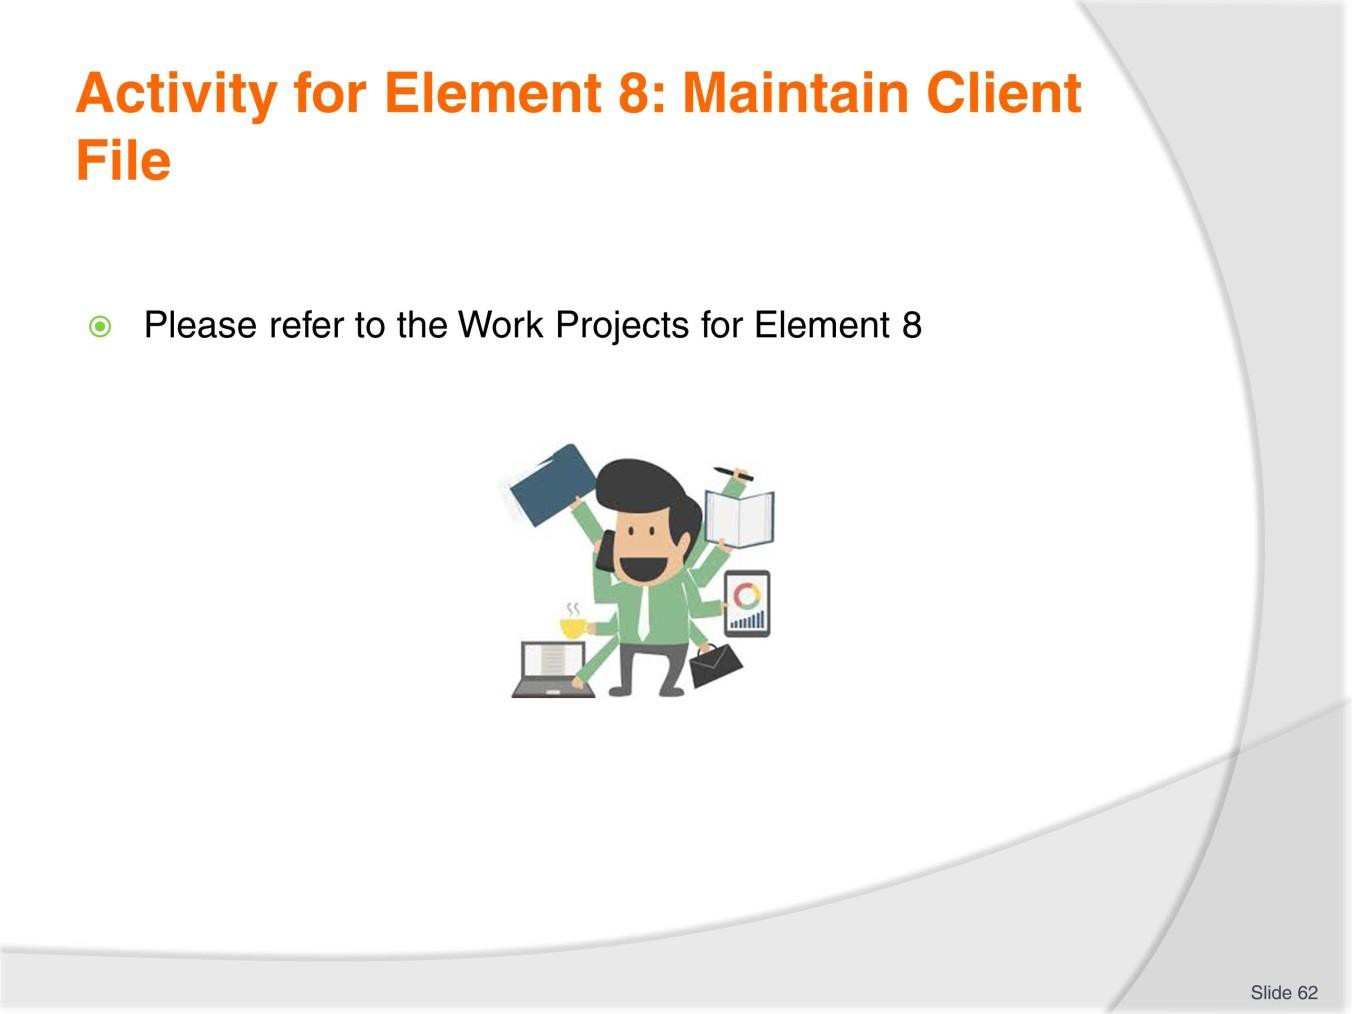 Activity for Element 8: Maintain Client
File
Please refer to the Work Projects for Element 8
Slide 62